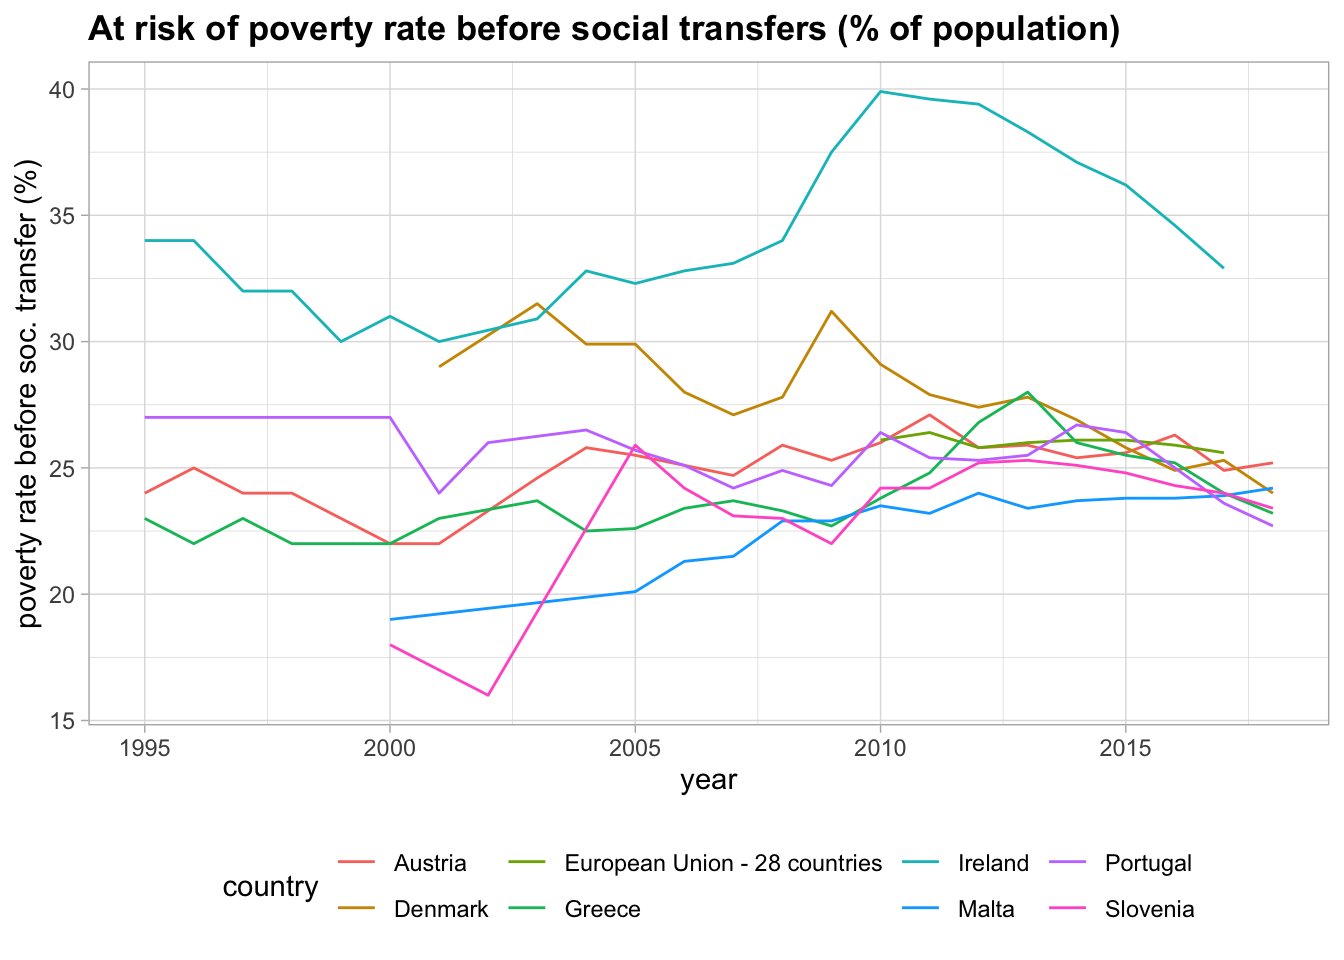 At risk of poverty rate before social transfers (% of population)
poverty rate before soc. transfer (%)
40
35
30
25
20
15
1995 2000 2005 2010 2015
year
country
Austria European Union - 28 countries Ireland Portugal
Denmark Greece Malta Slovenia